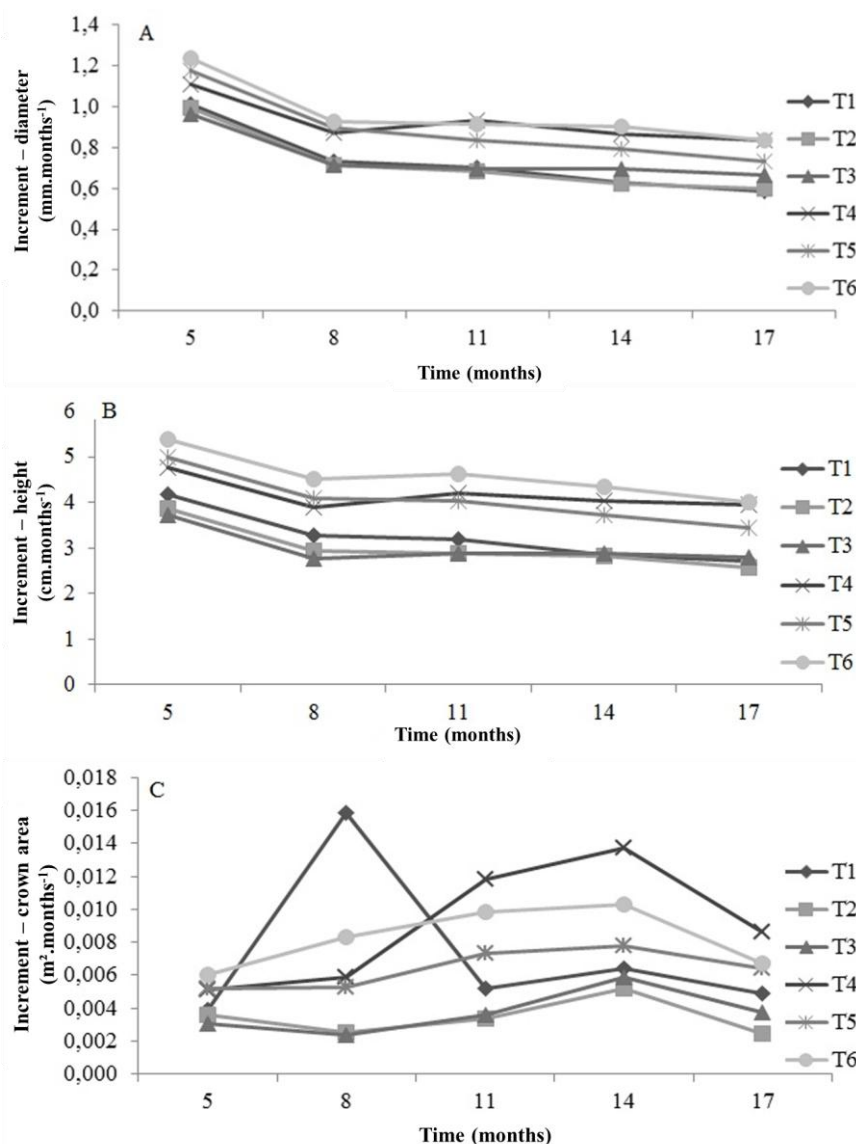 A
Increment – diameter
(mm.months⁻¹)
1,4
1,2
1,0
0,8
0,6
0,4
0,2
0,0
5 8 11 14 17
Time (months)
T1
T2
T3
T4
T5
T6
B
Increment – height
(cm.months⁻¹)
6
5
4
3
2
1
0
5 8 11 14 17
Time (months)
T1
T2
T3
T4
T5
T6
C
Increment – crown area
(m².months⁻¹)
0,018
0,016
0,014
0,012
0,010
0,008
0,006
0,004
0,002
0,000
5 8 11 14 17
Time (months)
T1
T2
T3
T4
T5
T6